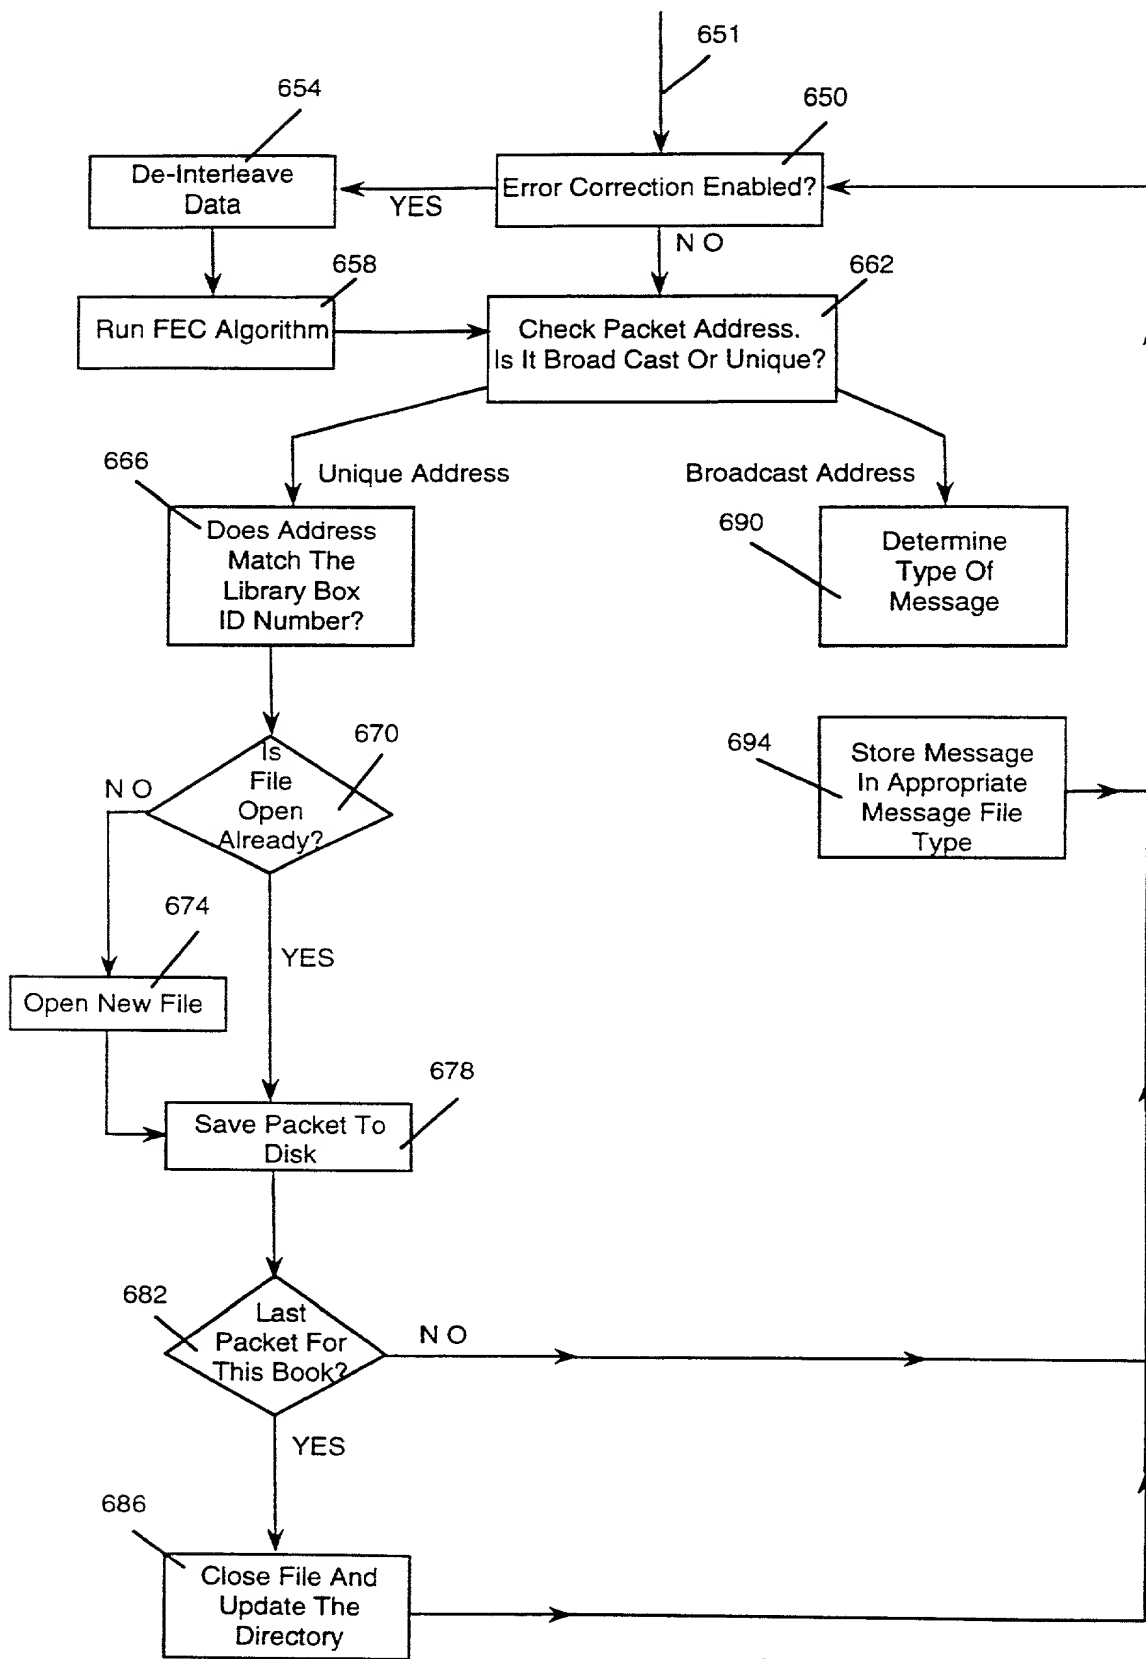 651
654
650
De-Interleave
Data
YES
Error Correction Enabled?
N O
658
662
Run FEC Algorithm
Check Packet Address.
Is It Broad Cast Or Unique?
666
Unique Address
Broadcast Address
690
Does Address
Match The
Library Box
ID Number?
Determine
Type Of
Message
670
N O
Is
File
Open
Already?
694
Store Message
In Appropriate
Message File
Type
674
YES
Open New File
678
Save Packet To
Disk
682
Last
Packet For
This Book?
N O
YES
686
Close File And
Update The
Directory